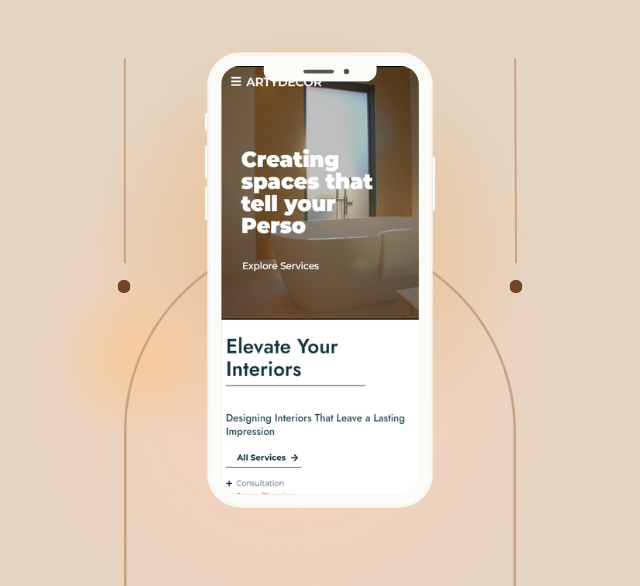 ARTYDECOR
Creating
spaces that
tell your
Perso
Explore Services
Elevate Your
Interiors
Designing Interiors That Leave a Lasting
Impression
All Services →
+ Consultation